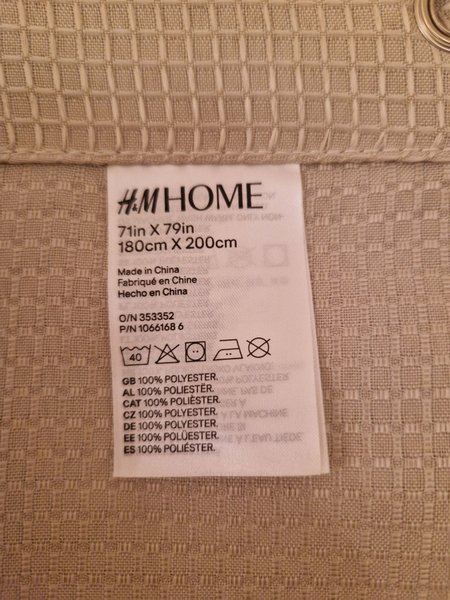 H&M HOME
71in X 79in
180cm X 200cm
Made in China
Fabriqué en Chine
Hecho en China
O/N 353352
P/N 1066168 6
40
GB 100% POLYESTER.
AL 100% POLIESTËR.
CAT 100% POLIÈSTER.
CZ 100% POLYESTER.
DE 100% POLYESTER.
EE 100% POLÜESTER.
ES 100% POLIÉSTER.